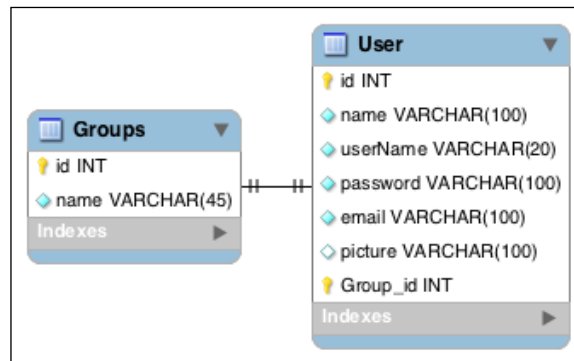 Groups
id INT
name VARCHAR(45)
Indexes
User
id INT
name VARCHAR(100)
userName VARCHAR(20)
password VARCHAR(100)
email VARCHAR(100)
picture VARCHAR(100)
Group_id INT
Indexes